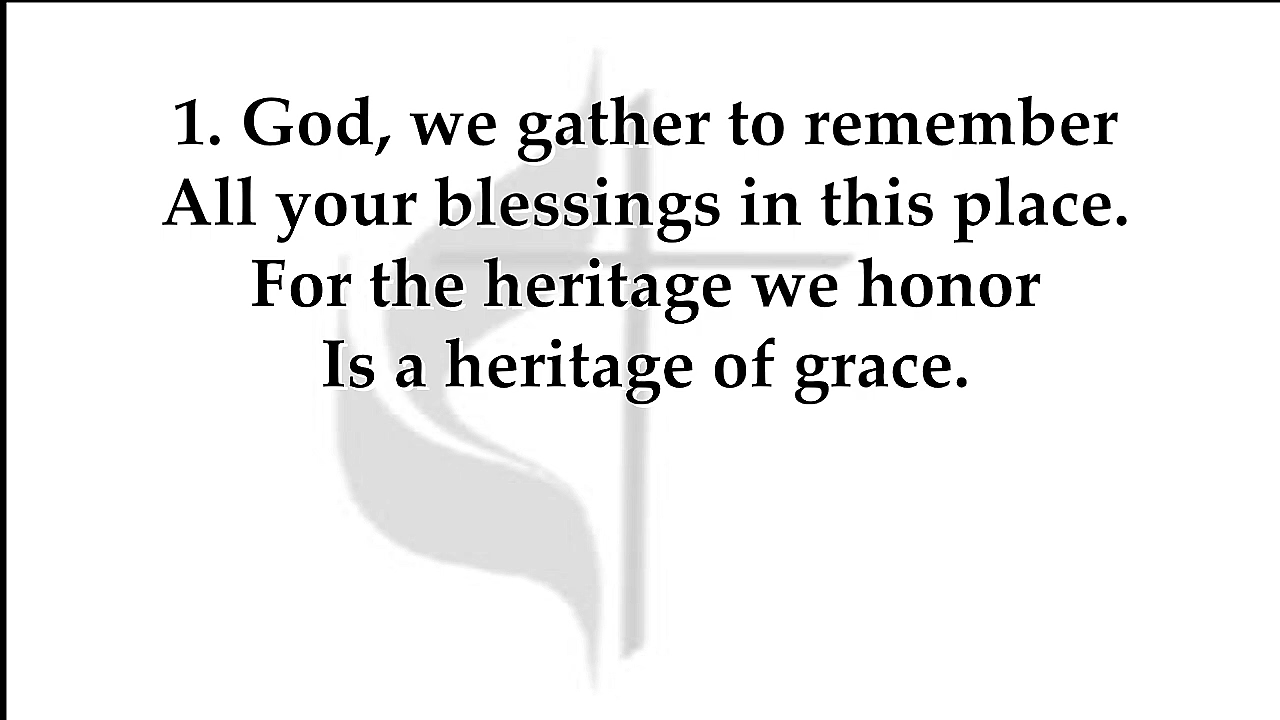 1. God, we gather to remember
All your blessings in this place.
For the heritage we honor
Is a heritage of grace.